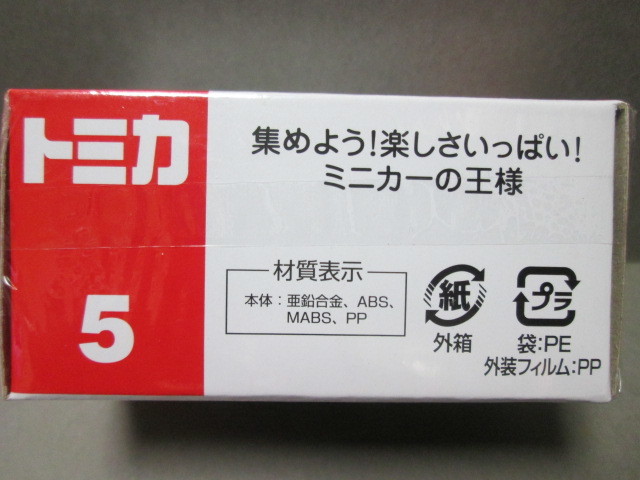 トミカ
5
集めよう!楽しさいっぱい!
ミニカーの王様
材質表示
本体:亜鉛合金、ABS、
MABS、PP
紙
外箱
プラ
袋:PE
外装フィルム:PP